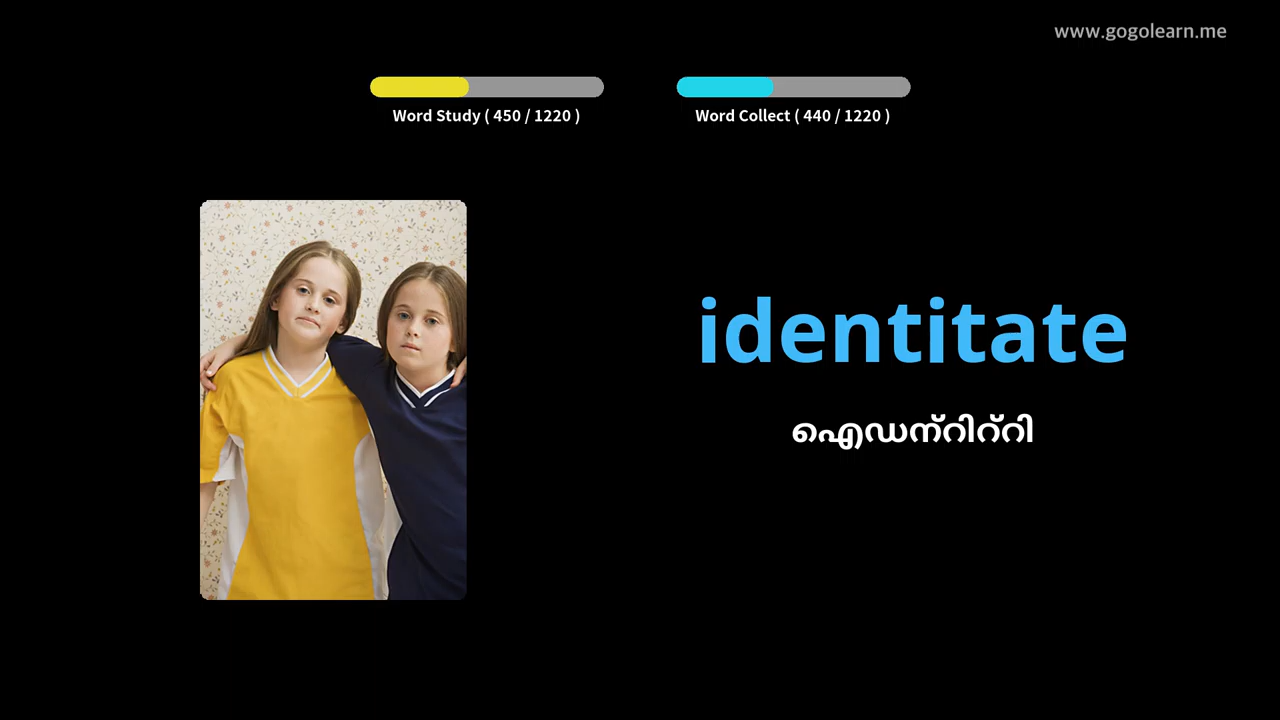 www.gogolearn.me
Word Study ( 450 / 1220 )
Word Collect ( 440 / 1220 )
identitate
ഐഡന്റിറ്റി